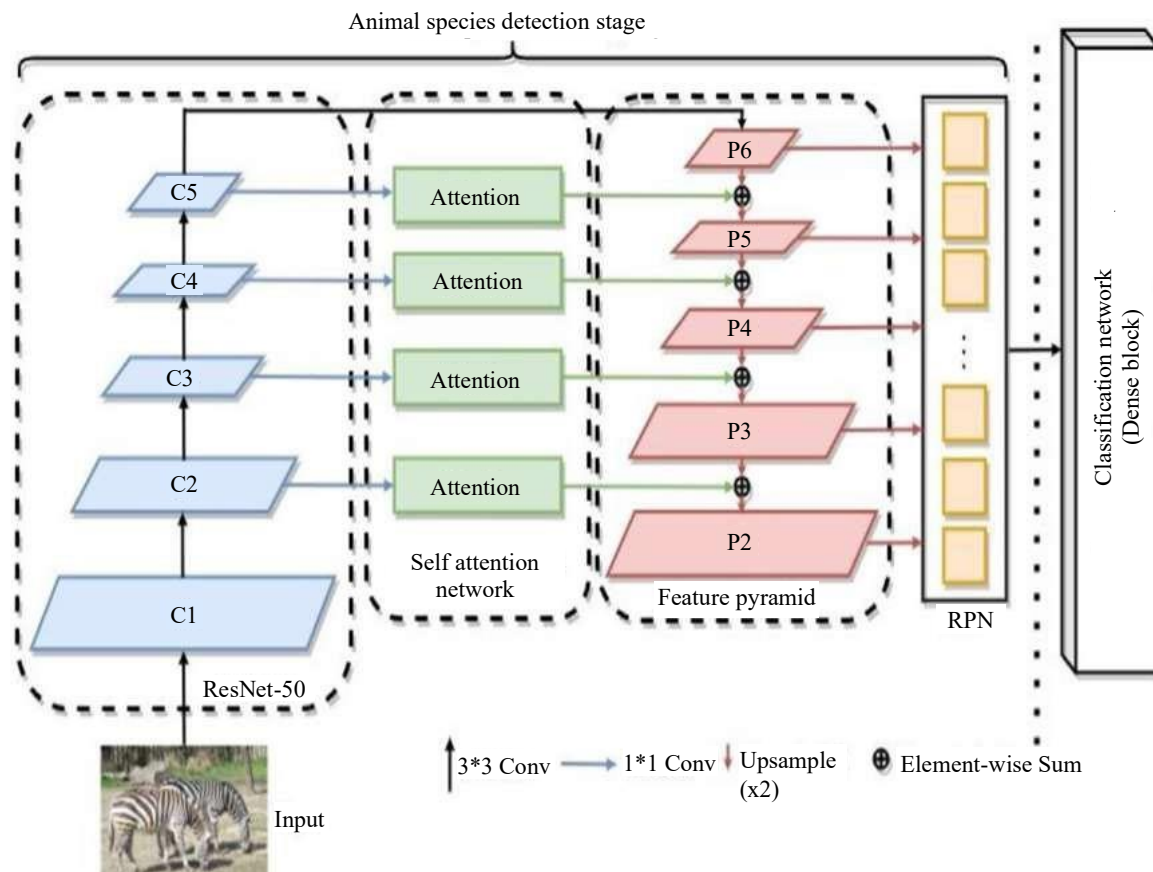 Animal species detection stage
C5
C4
C3
C2
C1
ResNet-50
Attention
Attention
Attention
Attention
Self attention
network
P6
P5
P4
P3
P2
Feature pyramid
RPN
Classification network
(Dense block)
Input
3*3 Conv
1*1 Conv
Upsample
(x2)
Element-wise Sum